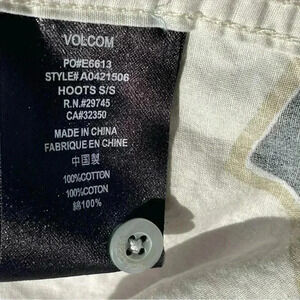 VOLCOM
PO#E6613
STYLE# A0421506
HOOTS S/S
R.N.#29745
CA#32350
MADE IN CHINA
FABRIQUE EN CHINE
中国製
100%COTTON
100%COTON
綿100%